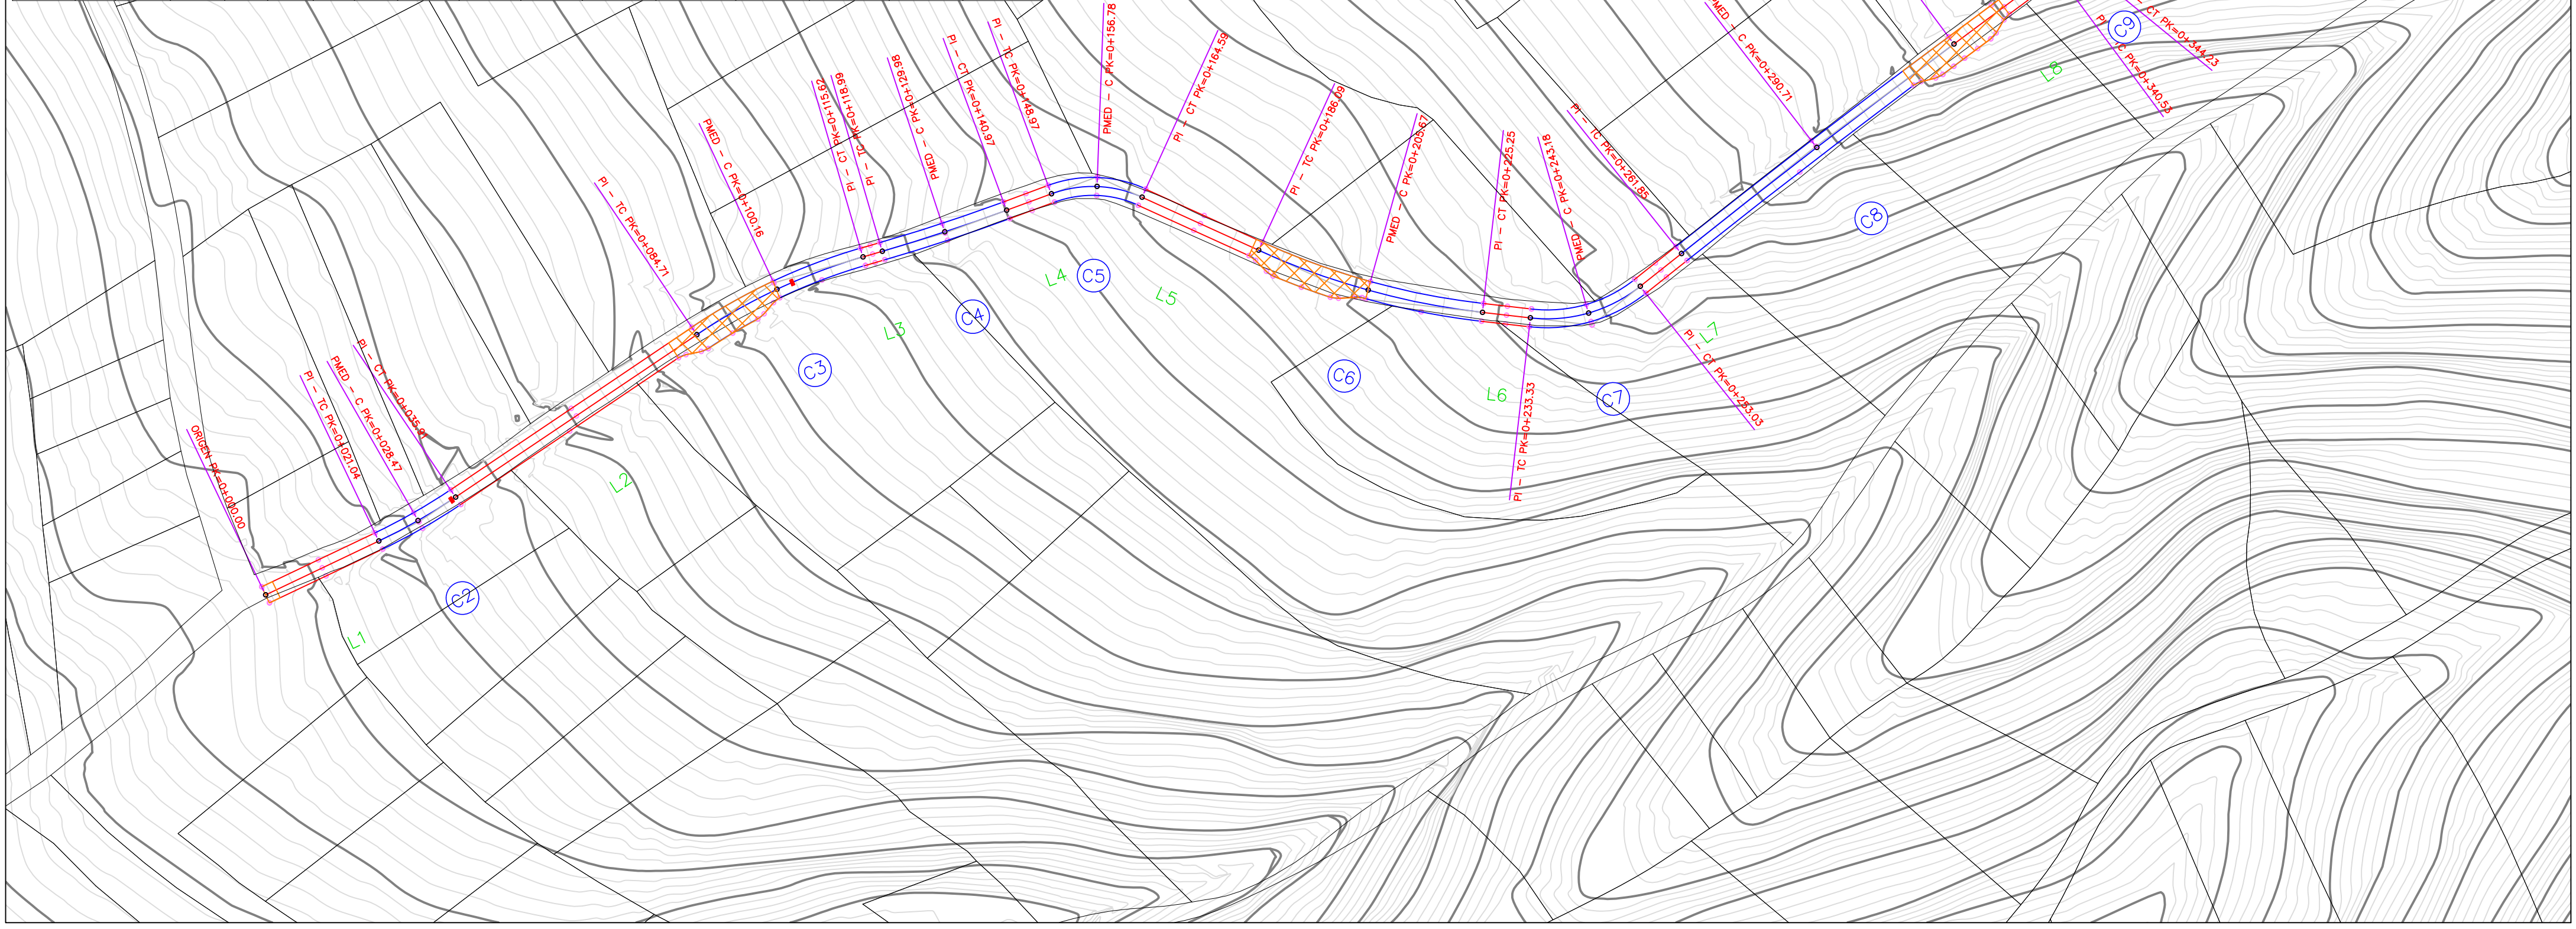 ORIGEN PK=0+000.00
PI - TC PK=0+021.04
PMED - C PK=0+028.47
PI - CT PK=0+035.91
PI - TC PK=0+084.71
PMED - C PK=0+100.16
PI - CT PK=0+115.62
PI - TC PK=0+118.99
PMED - C PK=0+129.98
PI - CT PK=0+140.97
PI - TC PK=0+148.97
PMED - C PK=0+156.78
PI - CT PK=0+164.59
PI - TC PK=0+186.09
PMED - C PK=0+205.67
PI - CT PK=0+225.25
PI - TC PK=0+233.33
PMED - C PK=0+243.18
PI - CT PK=0+253.03
PI - TC PK=0+261.85
PMED - C PK=0+290.71
C PK=0+340.53
CT PK=0+344.23
L1
C2
L2
C3
L3
C4
L4
C5
L5
C6
L6
C7
L7
C8
L8
C9